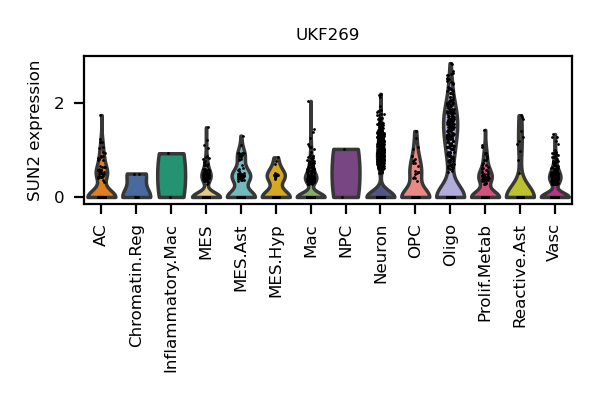 UKF269
SUN2 expression
2
0
AC
Chromatin.Reg
Inflammatory.Mac
MES
MES.Ast
MES.Hyp
Mac
NPC
Neuron
OPC
Oligo
Prolif.Metab
Reactive.Ast
Vasc